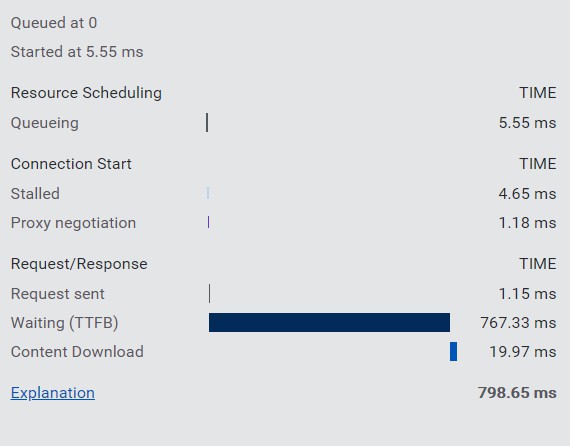 Queued at 0
Started at 5.55 ms
Resource Scheduling TIME
Queueing 5.55 ms
Connection Start TIME
Stalled 4.65 ms
Proxy negotiation 1.18 ms
Request/Response TIME
Request sent 1.15 ms
Waiting (TTFB) 767.33 ms
Content Download 19.97 ms
Explanation 798.65 ms